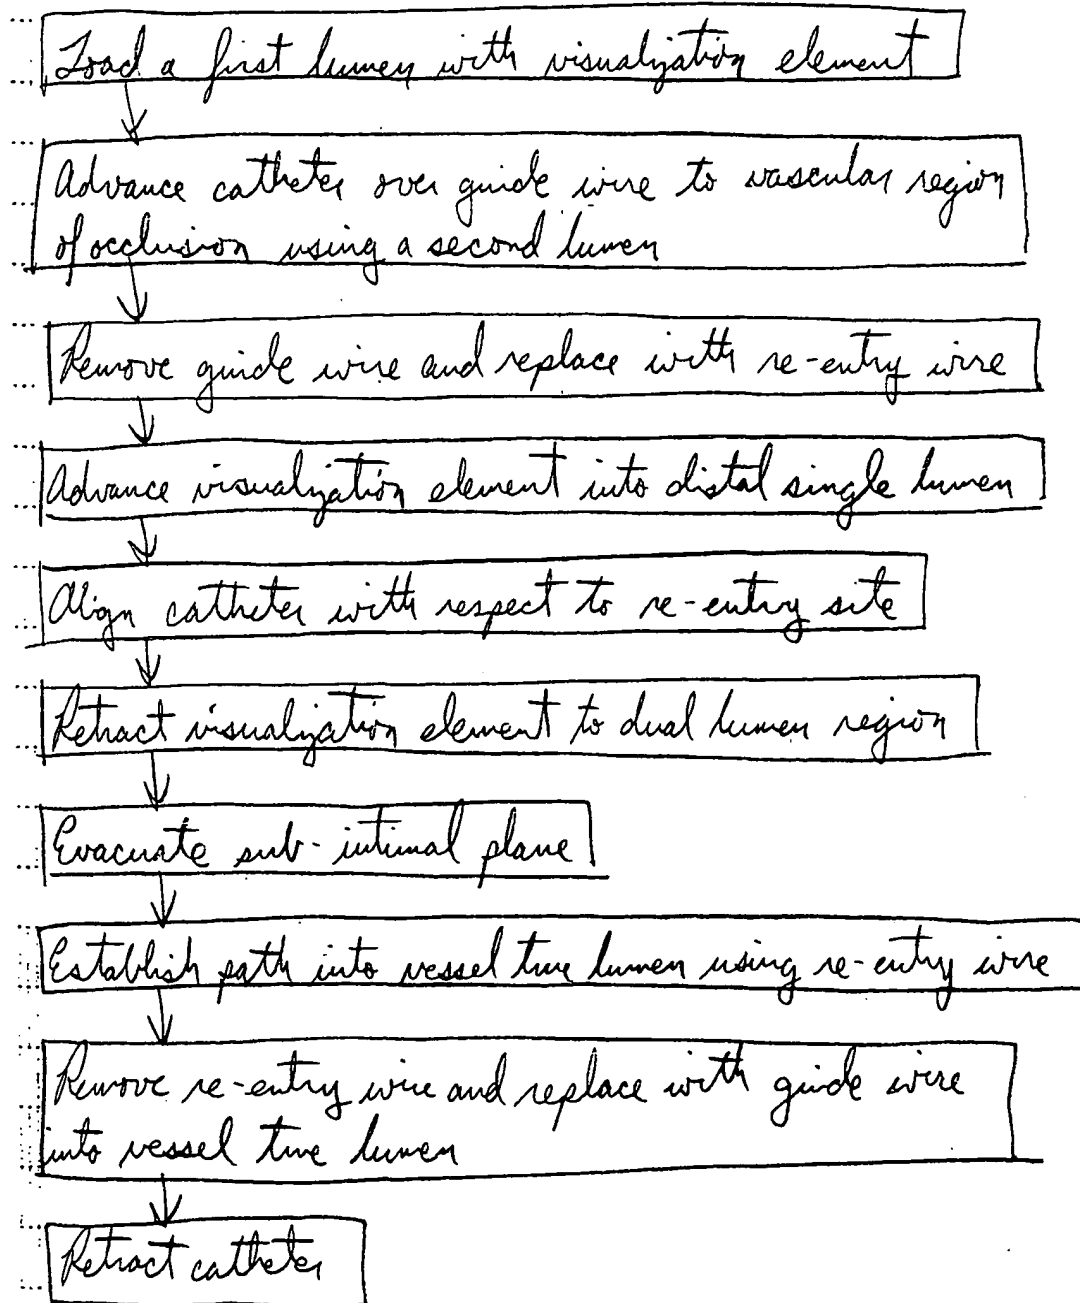 Load a first lumen with visualization element
Advance catheter over guide wire to vascular region
of occlusion using a second lumen
Remove guide wire and replace with re-entry wire
Advance visualization element into distal single lumen
Align catheter with respect to re-entry site
Retract visualization element to dual lumen region
Evacuate sub-intimal plane
Establish path into vessel true lumen using re-entry wire
Remove re-entry wire and replace with guide wire
into vessel true lumen
Retract catheter